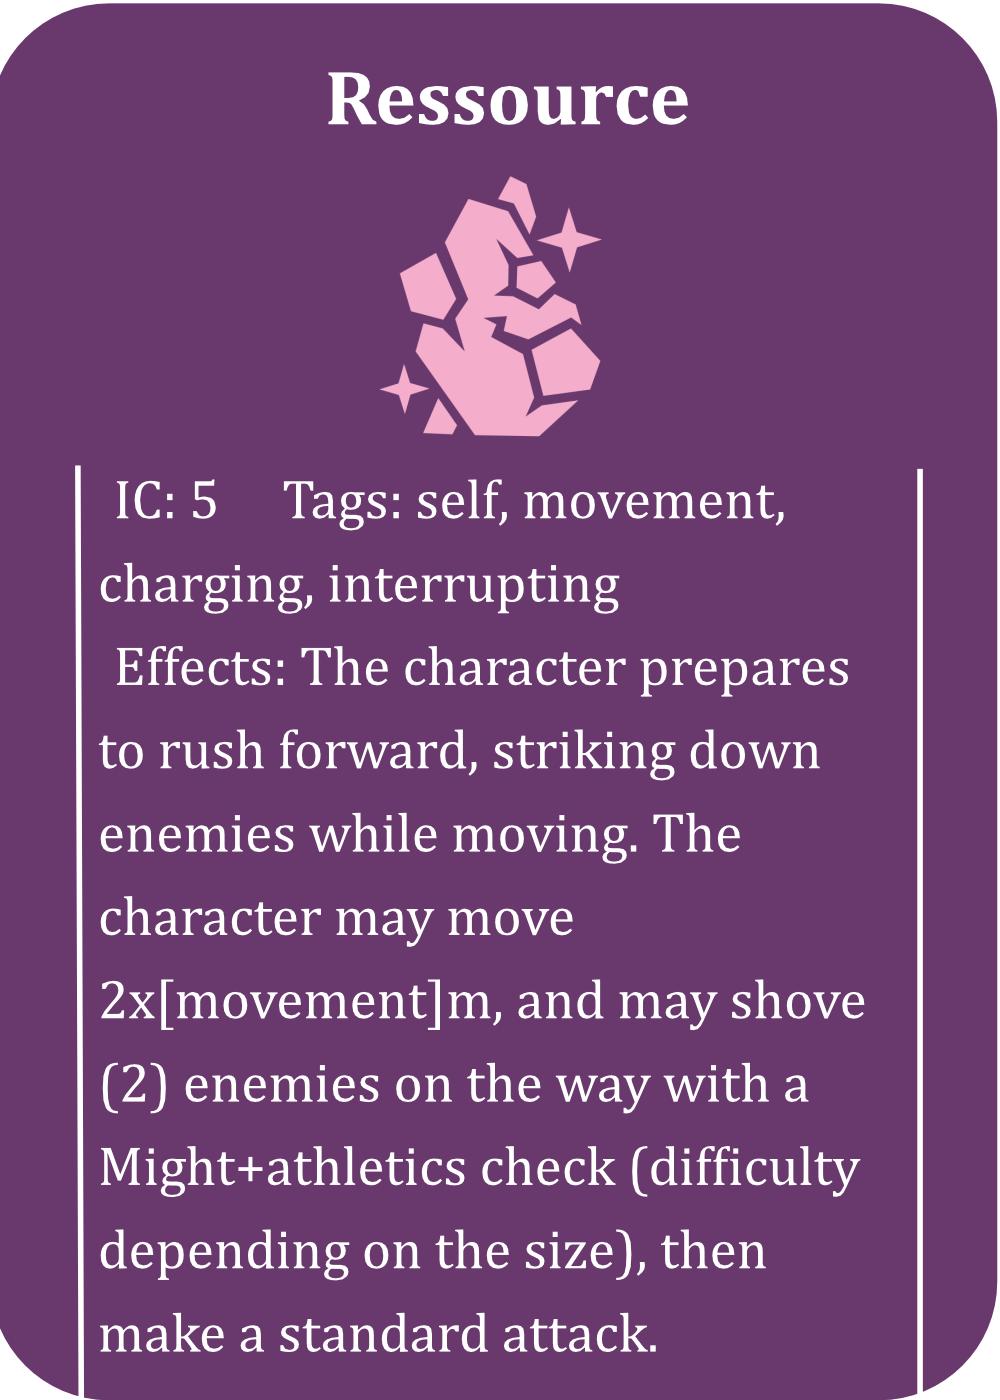 Ressource
IC: 5 Tags: self, movement,
charging, interrupting
Effects: The character prepares
to rush forward, striking down
enemies while moving. The
character may move
2x[movement]m, and may shove
(2) enemies on the way with a
Might+athletics check (difficulty
depending on the size), then
make a standard attack.